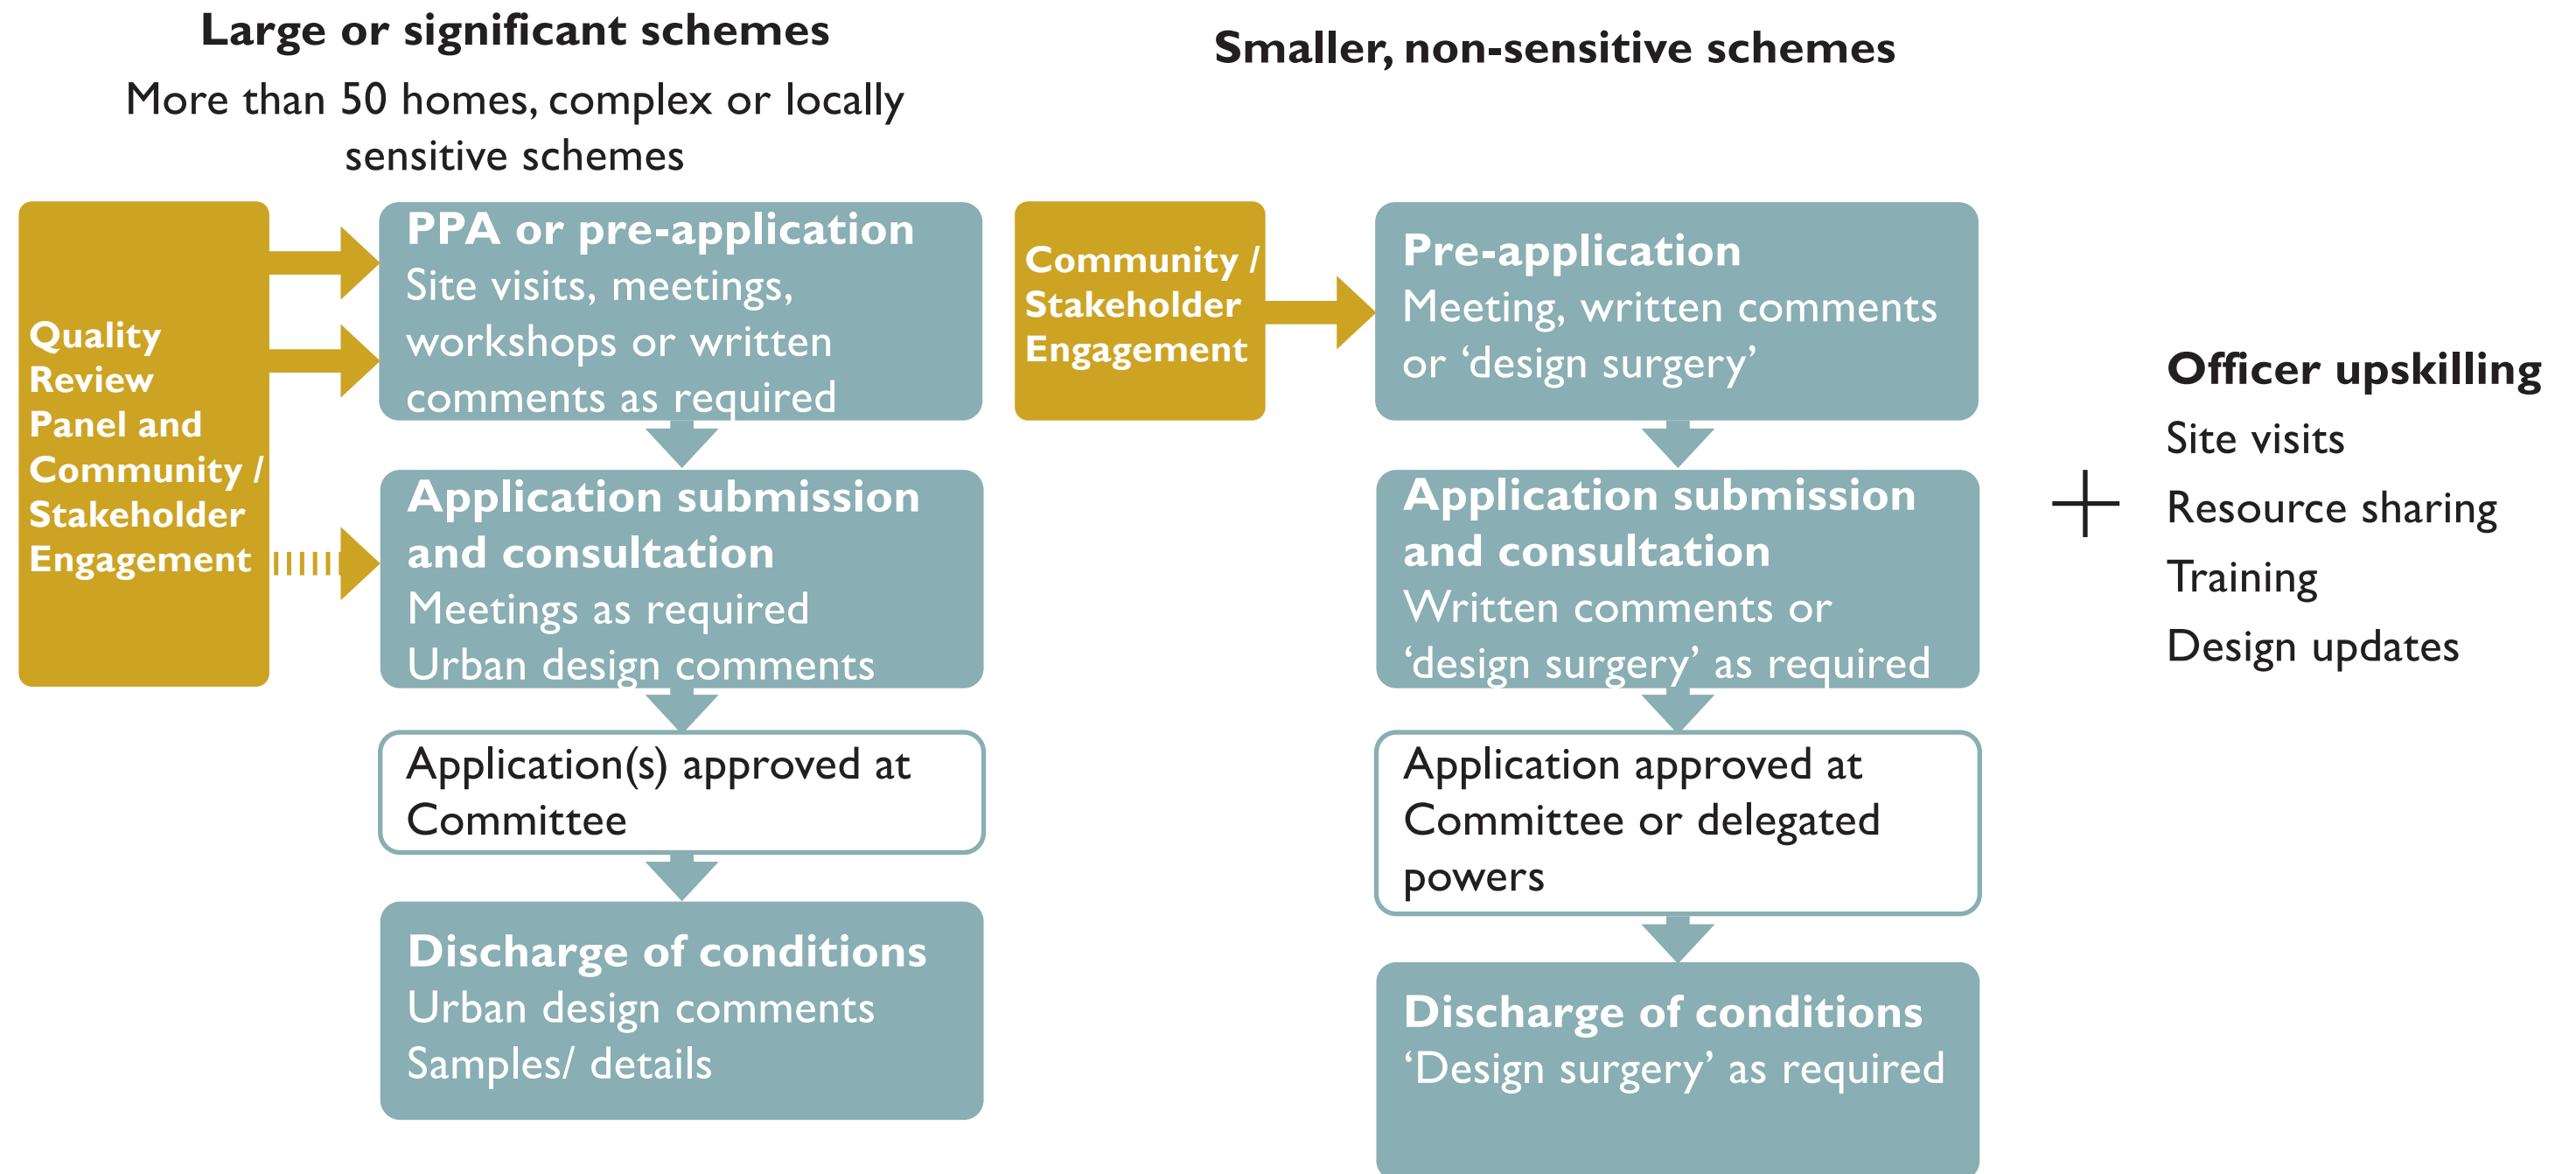 Large or significant schemes
More than 50 homes, complex or locally
sensitive schemes
Quality
Review
Panel and
Community /
Stakeholder
Engagement
PPA or pre-application
Site visits, meetings,
workshops or written
comments as required
Application submission
and consultation
Meetings as required
Urban design comments
Application(s) approved at
Committee
Discharge of conditions
Urban design comments
Samples/ details
Smaller, non-sensitive schemes
Community /
Stakeholder
Engagement
Pre-application
Meeting, written comments
or ‘design surgery’
Application submission
and consultation
Written comments or
‘design surgery’ as required
Application approved at
Committee or delegated
powers
Discharge of conditions
‘Design surgery’ as required
+
Officer upskilling
Site visits
Resource sharing
Training
Design updates